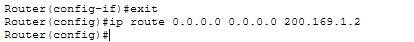 Router(config-if)#exit
Router(config)#ip route 0.0.0.0 0.0.0.0 200.169.1.2
Router(config)#